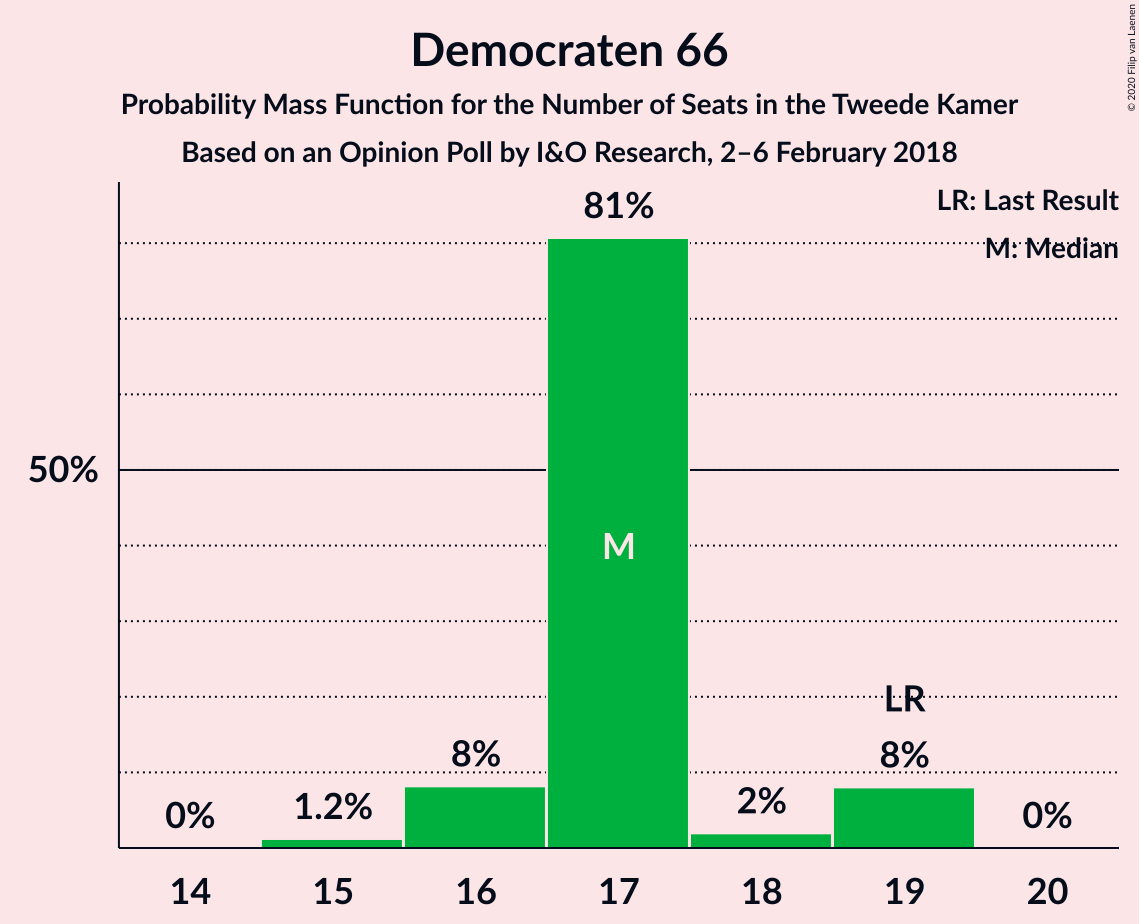 Democraten 66
Probability Mass Function for the Number of Seats in the Tweede Kamer
Based on an Opinion Poll by I&O Research, 2–6 February 2018
© 2020 Filip van Laenen
LR: Last Result
M: Median
81%
50%
M
LR
8%
8%
1.2%
2%
0%
0%
14 15 16 17 18 19 20